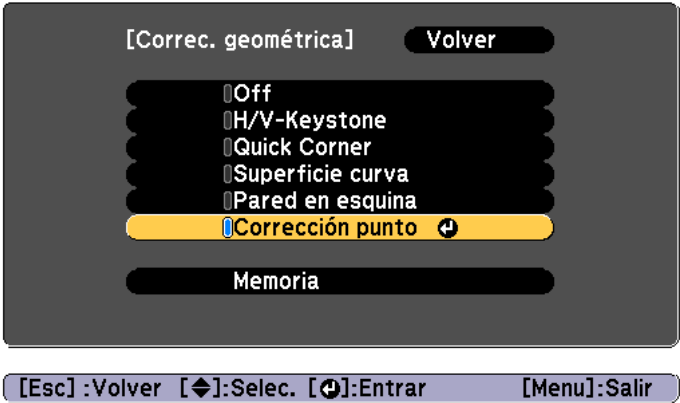 [Correc. geométrica] Volver
Off
H/V-Keystone
Quick Corner
Superficie curva
Pared en esquina
Corrección punto
Memoria
[Esc] :Volver [◆]:Selec. [↵]:Entrar [Menu]:Salir